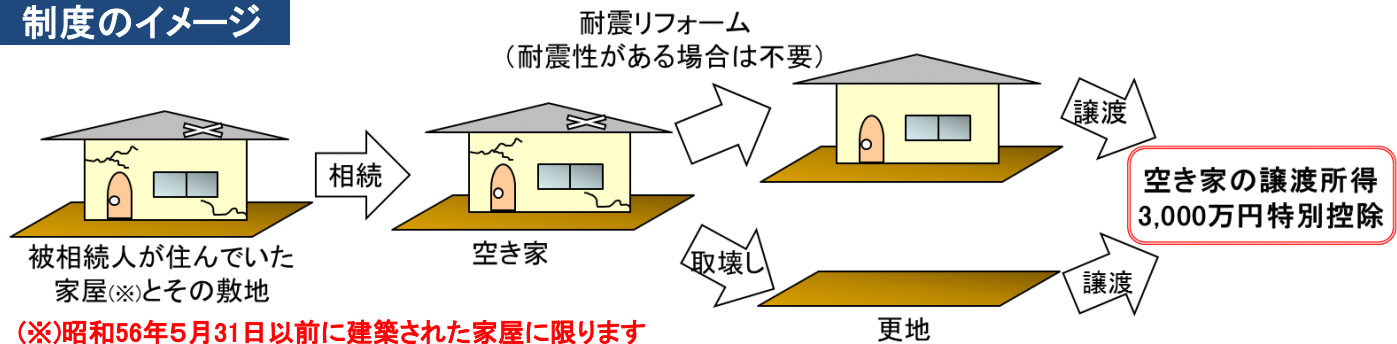 制度のイメージ
耐震リフォーム
（耐震性がある場合は不要）
相続
譲渡
空き家の譲渡所得
3,000万円特別控除
被相続人が住んでいた
家屋(※)とその敷地
空き家
取壊し
譲渡
更地
(※)昭和56年５月31日以前に建築された家屋に限ります